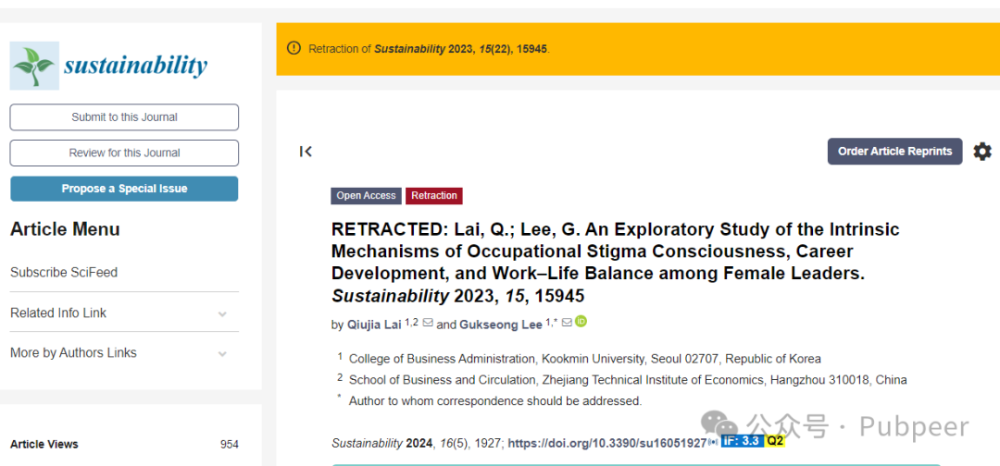 sustainability
Submit to this Journal
Review for this Journal
Propose a Special Issue
Article Menu
Subscribe SciFeed
Related Info Link
More by Authors Links
Article Views 954
Retraction of Sustainability 2023, 15(22), 15945.
Order Article Reprints
Open Access Retraction
RETRACTED: Lai, Q.; Lee, G. An Exploratory Study of the Intrinsic
Mechanisms of Occupational Stigma Consciousness, Career
Development, and Work–Life Balance among Female Leaders.
Sustainability 2023, 15, 15945
by Qiujia Lai 1,2 and Gukseong Lee 1,* iD
1 College of Business Administration, Kookmin University, Seoul 02707, Republic of Korea
2 School of Business and Circulation, Zhejiang Technical Institute of Economics, Hangzhou 310018, China
* Author to whom correspondence should be addressed.
Sustainability 2024, 16(5), 1927; https://doi.org/10.3390/su16051927 IF: 3.3 Q2
公众号 · Pubpeer